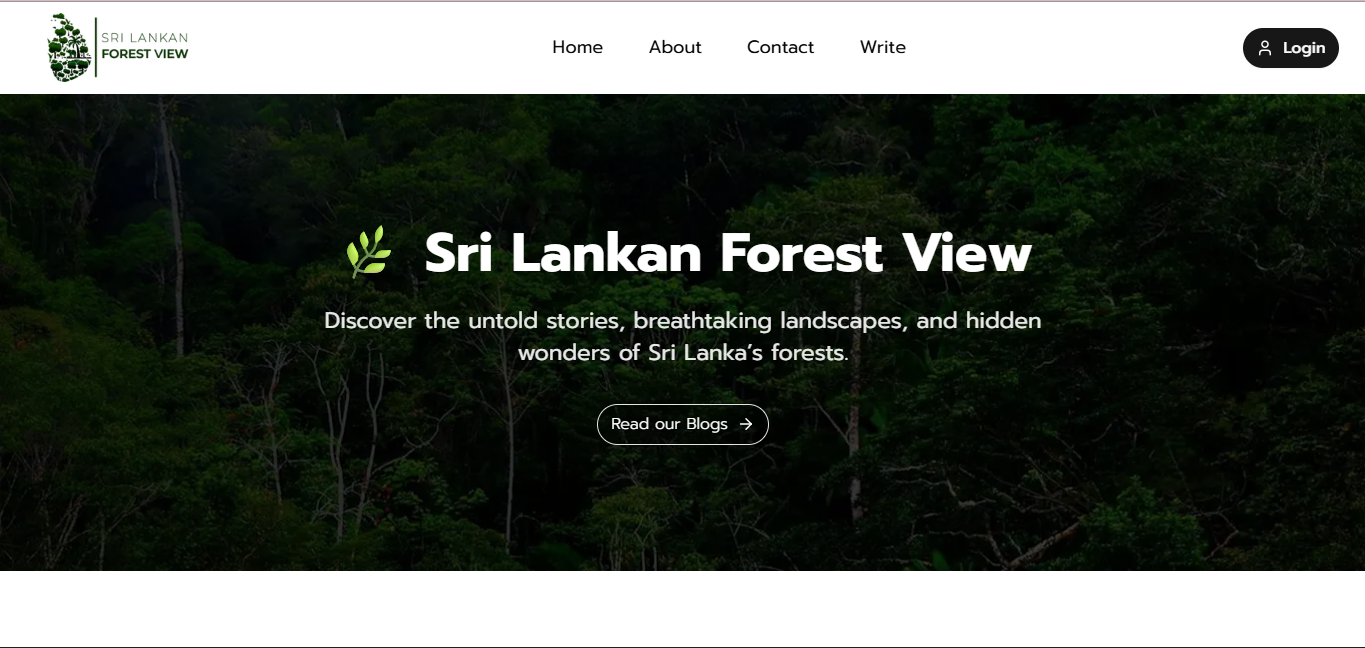 SRI LANKAN
FOREST VIEW
Home About Contact Write
Login
Sri Lankan Forest View
Discover the untold stories, breathtaking landscapes, and hidden
wonders of Sri Lanka’s forests.
Read our Blogs →